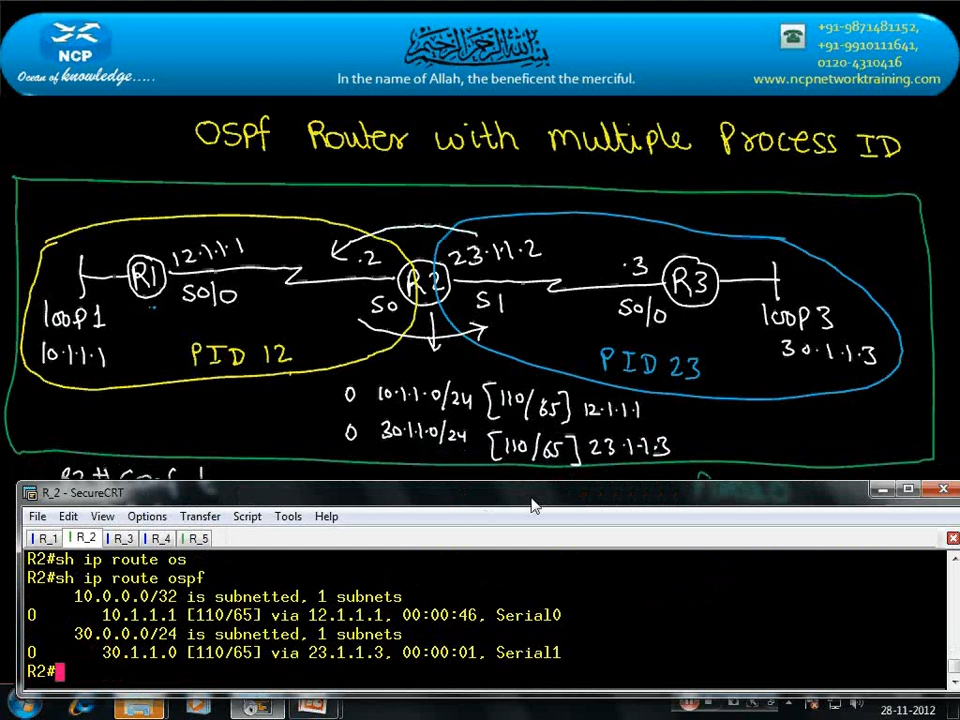 NCP
Ocean of knowledge.....
بسم الله الرحمن الرحيم
In the name of Allah, the beneficent the merciful.
+91-9871481152,
+91-9910111641,
0120-4310416
www.ncpnetworktraining.com
OSPf Router with multiple Process ID
12.1.1.1
.2
23.1.1.2
.3
R1
R2
R3
S0/0
S0
S1
S0/0
loop1
10.1.1.1
loop 3
30.1.1.3
PID 12
PID 23
O 10.1.1.0/24 [110/65] 12.1.1.1
O 30.1.1.0/24 [110/65] 23.1.1.3
R_2 - SecureCRT
File Edit View Options Transfer Script Tools Help
R_1 R_2 R_3 R_4 R_5
R2#sh ip route os
R2#sh ip route ospf
10.0.0.0/32 is subnetted, 1 subnets
O 10.1.1.1 [110/65] via 12.1.1.1, 00:00:46, Serial0
30.0.0.0/24 is subnetted, 1 subnets
O 30.1.1.0 [110/65] via 23.1.1.3, 00:00:01, Serial1
R2#
28-11-2012